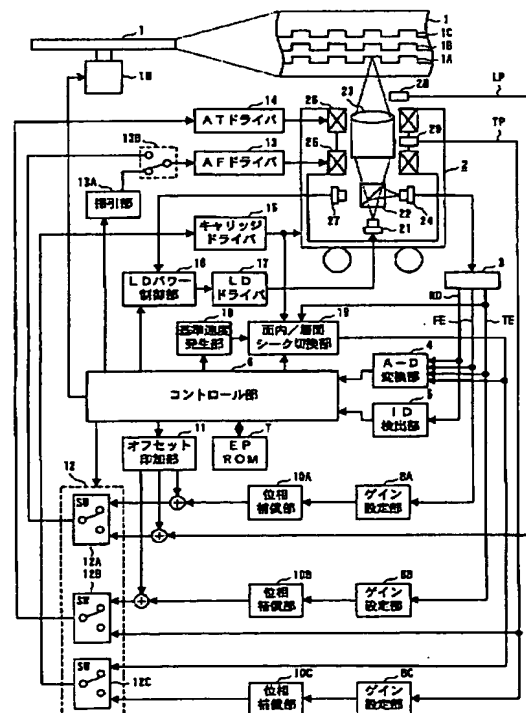 1
1
1C
1B
1A
1M
28
LP
23
14
26
ATドライバ
TP
13B
29
13
AFドライバ
25
2
13A
掃引部
15
22
27
24
キャリッジ
ドライバ
21
16
17
LDパワー
制御部
LD
ドライバ
3
RD
FE
TE
18
19
基準速度
発生部
面内/層間
シーク切換部
4
6
A-D
変換部
コントロール部
5
ID
検出部
11
7
オフセット
印加部
EP
ROM
12
10A
8A
SW
位相
補償部
ゲイン
設定部
12A
12B
10B
8B
SW
位相
補償部
ゲイン
設定部
SW
12C
10C
8C
位相
補償部
ゲイン
設定部